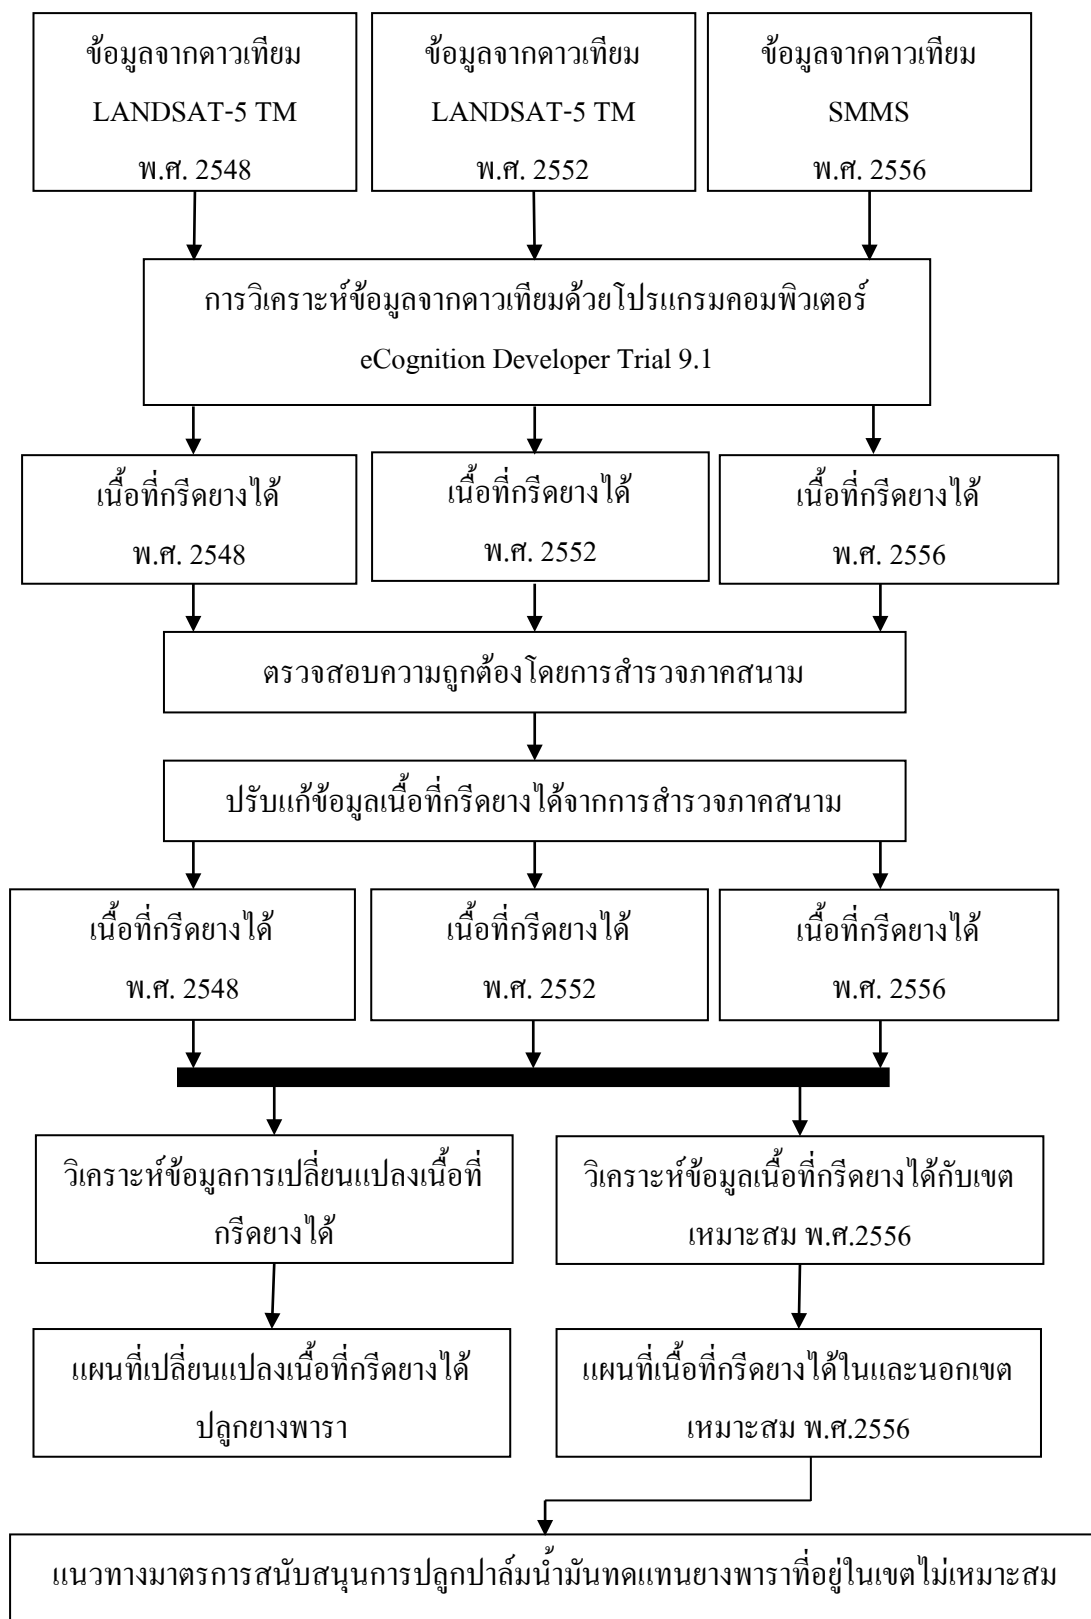 ข้อมูลจากดาวเทียม
LANDSAT-5 TM
พ.ศ. 2548
ข้อมูลจากดาวเทียม
LANDSAT-5 TM
พ.ศ. 2552
ข้อมูลจากดาวเทียม
SMMS
พ.ศ. 2556
การวิเคราะห์ข้อมูลจากดาวเทียมด้วยโปรแกรมคอมพิวเตอร์
eCognition Developer Trial 9.1
เนื้อที่กรีดยางได้
พ.ศ. 2548
เนื้อที่กรีดยางได้
พ.ศ. 2552
เนื้อที่กรีดยางได้
พ.ศ. 2556
ตรวจสอบความถูกต้องโดยการสำรวจภาคสนาม
ปรับแก้ข้อมูลเนื้อที่กรีดยางได้จากการสำรวจภาคสนาม
เนื้อที่กรีดยางได้
พ.ศ. 2548
เนื้อที่กรีดยางได้
พ.ศ. 2552
เนื้อที่กรีดยางได้
พ.ศ. 2556
วิเคราะห์ข้อมูลการเปลี่ยนแปลงเนื้อที่
กรีดยางได้
วิเคราะห์ข้อมูลเนื้อที่กรีดยางได้กับเขต
เหมาะสม พ.ศ.2556
แผนที่เปลี่ยนแปลงเนื้อที่กรีดยางได้
ปลูกยางพารา
แผนที่เนื้อที่กรีดยางได้ในและนอกเขต
เหมาะสม พ.ศ.2556
แนวทางมาตรการสนับสนุนการปลูกปาล์มน้ำมันทดแทนยางพาราที่อยู่ในเขตไม่เหมาะสม